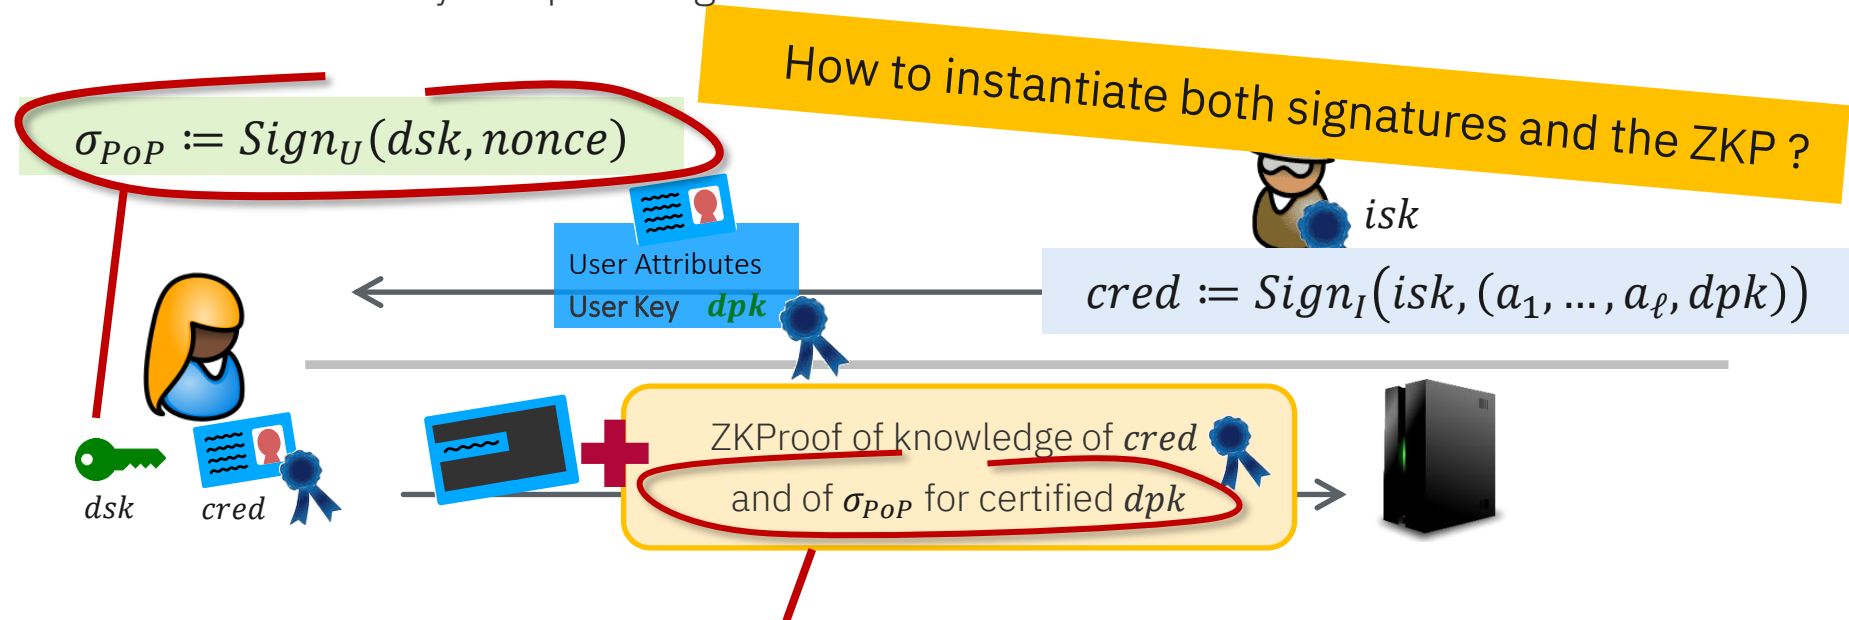 How to instantiate both signatures and the ZKP ?
σ_PoP ≔ Sign_U(dsk, nonce)
isk
User Attributes
User Key dpk
cred ≔ Sign_I(isk, (a_1, … , a_ℓ, dpk))
ZKProof of knowledge of cred
and of σ_PoP for certified dpk
dsk
cred